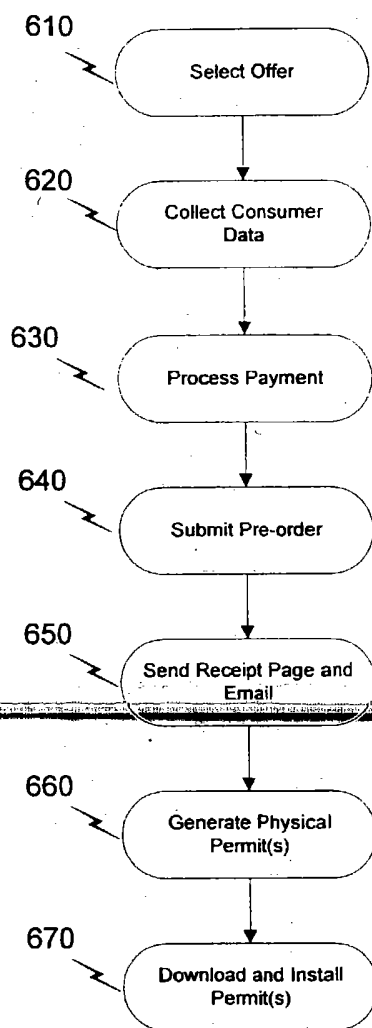 610
Select Offer
620
Collect Consumer
Data
630
Process Payment
640
Submit Pre-order
650
Send Receipt Page and
Email
660
Generate Physical
Permit(s)
670
Download and Install
Permit(s)